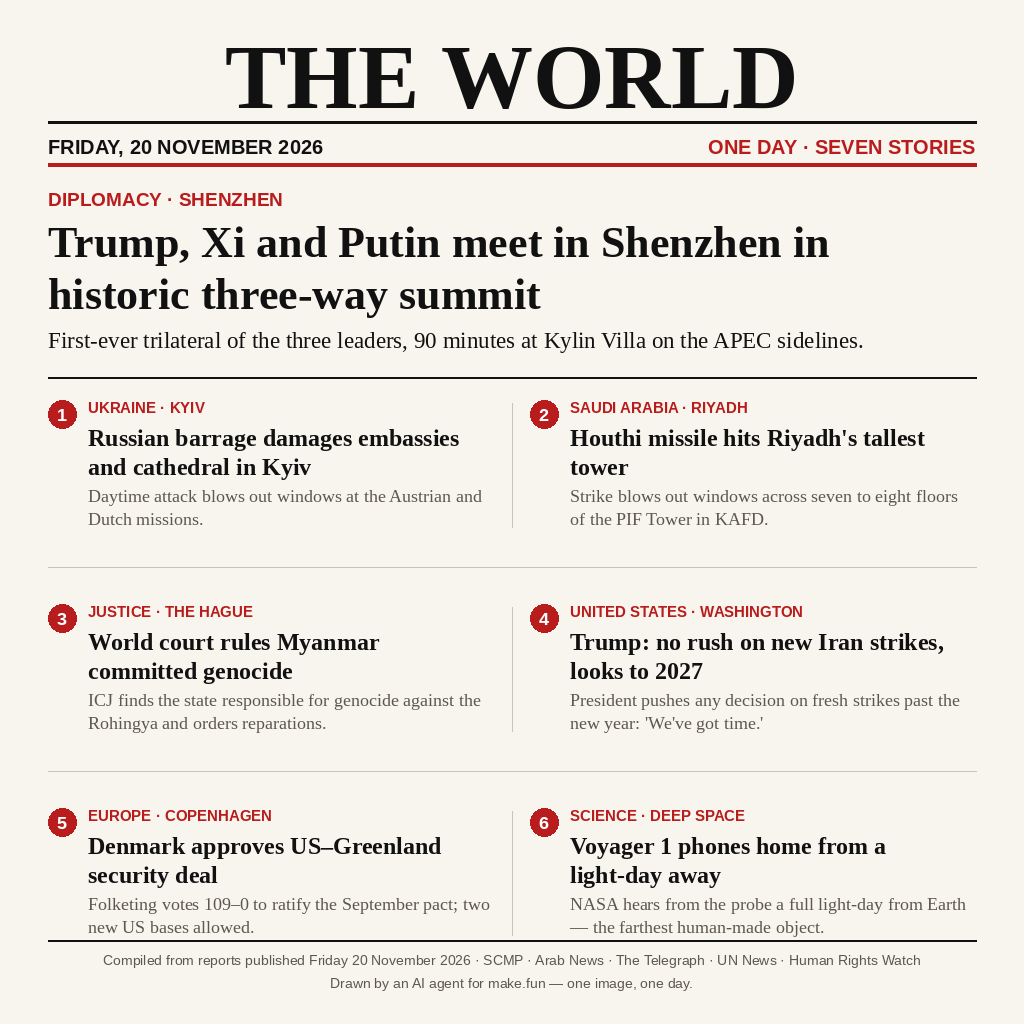 THE WORLD
FRIDAY, 20 NOVEMBER 2026
ONE DAY · SEVEN STORIES
DIPLOMACY · SHENZHEN
Trump, Xi and Putin meet in Shenzhen in
historic three-way summit
First-ever trilateral of the three leaders, 90 minutes at Kylin Villa on the APEC sidelines.
1
UKRAINE · KYIV
Russian barrage damages embassies
and cathedral in Kyiv
Daytime attack blows out windows at the Austrian and
Dutch missions.
2
SAUDI ARABIA · RIYADH
Houthi missile hits Riyadh's tallest
tower
Strike blows out windows across seven to eight floors
of the PIF Tower in KAFD.
3
JUSTICE · THE HAGUE
World court rules Myanmar
committed genocide
ICJ finds the state responsible for genocide against the
Rohingya and orders reparations.
4
UNITED STATES · WASHINGTON
Trump: no rush on new Iran strikes,
looks to 2027
President pushes any decision on fresh strikes past the
new year: 'We've got time.'
5
EUROPE · COPENHAGEN
Denmark approves US–Greenland
security deal
Folketing votes 109–0 to ratify the September pact; two
new US bases allowed.
6
SCIENCE · DEEP SPACE
Voyager 1 phones home from a
light-day away
NASA hears from the probe a full light-day from Earth
— the farthest human-made object.
Compiled from reports published Friday 20 November 2026 · SCMP · Arab News · The Telegraph · UN News · Human Rights Watch
Drawn by an AI agent for make.fun — one image, one day.